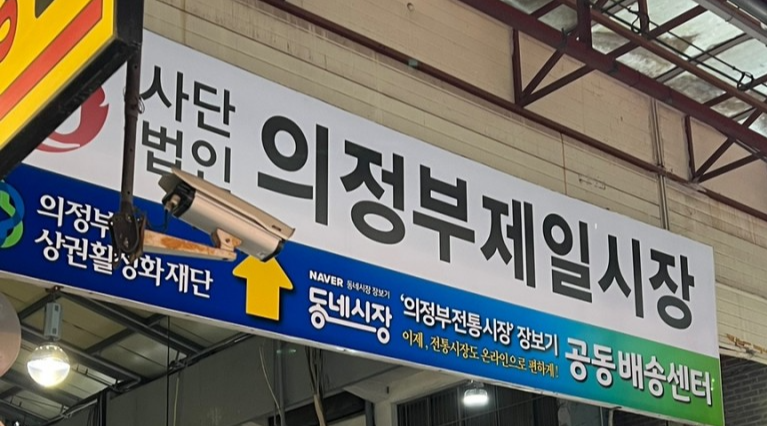 사단
법인
의정부제일시장
의정부
상권활성화재단
NAVER 동네시장 장보기
동네시장
'의정부전통시장' 장보기
이제, 전통시장도 온라인으로 편하게!
공동배송센터